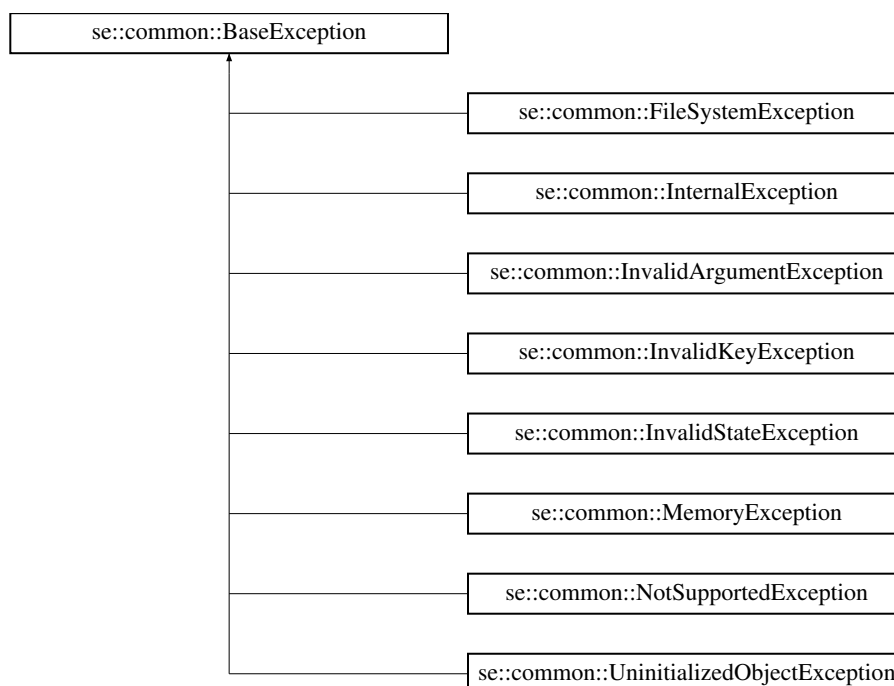 se::common::BaseException
se::common::FileSystemException
se::common::InternalException
se::common::InvalidArgumentException
se::common::InvalidKeyException
se::common::InvalidStateException
se::common::MemoryException
se::common::NotSupportedException
se::common::UninitializedObjectException